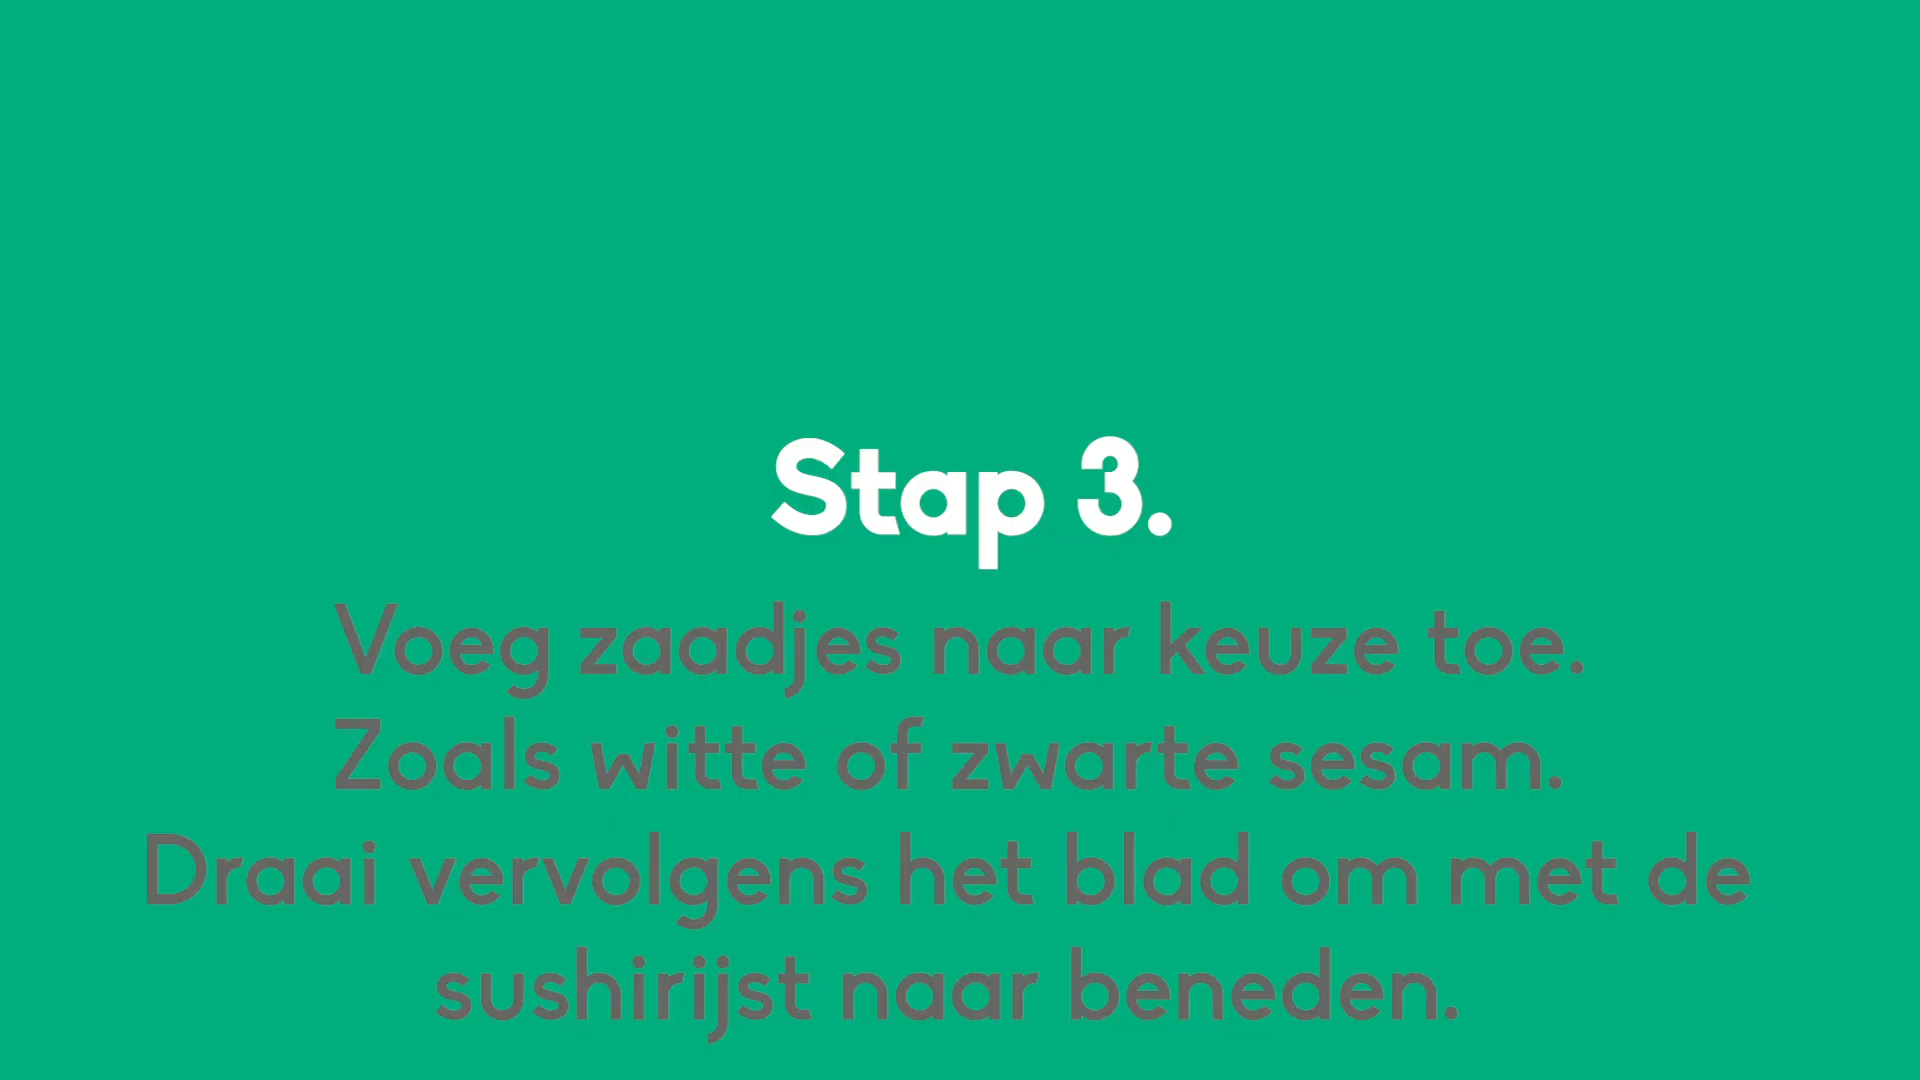 Stap 3.
Voeg zaadjes naar keuze toe.
Zoals witte of zwarte sesam.
Draai vervolgens het blad om met de
sushirijst naar beneden.